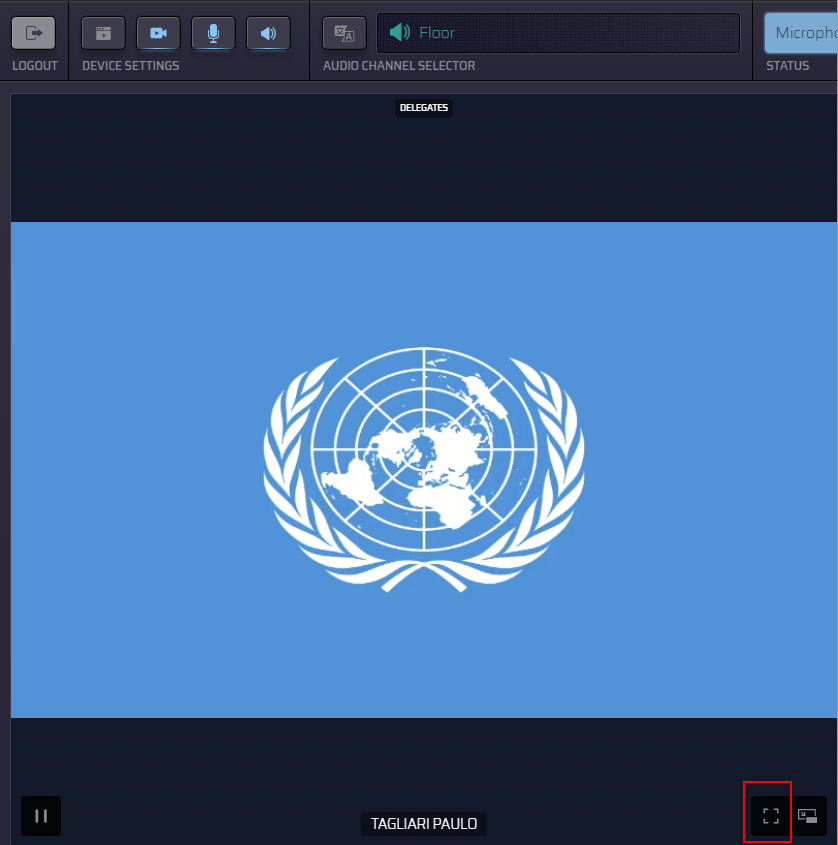 Floor
Micropho
LOGOUT
DEVICE SETTINGS
AUDIO CHANNEL SELECTOR
STATUS
DELEGATES
TAGLIARI PAULO